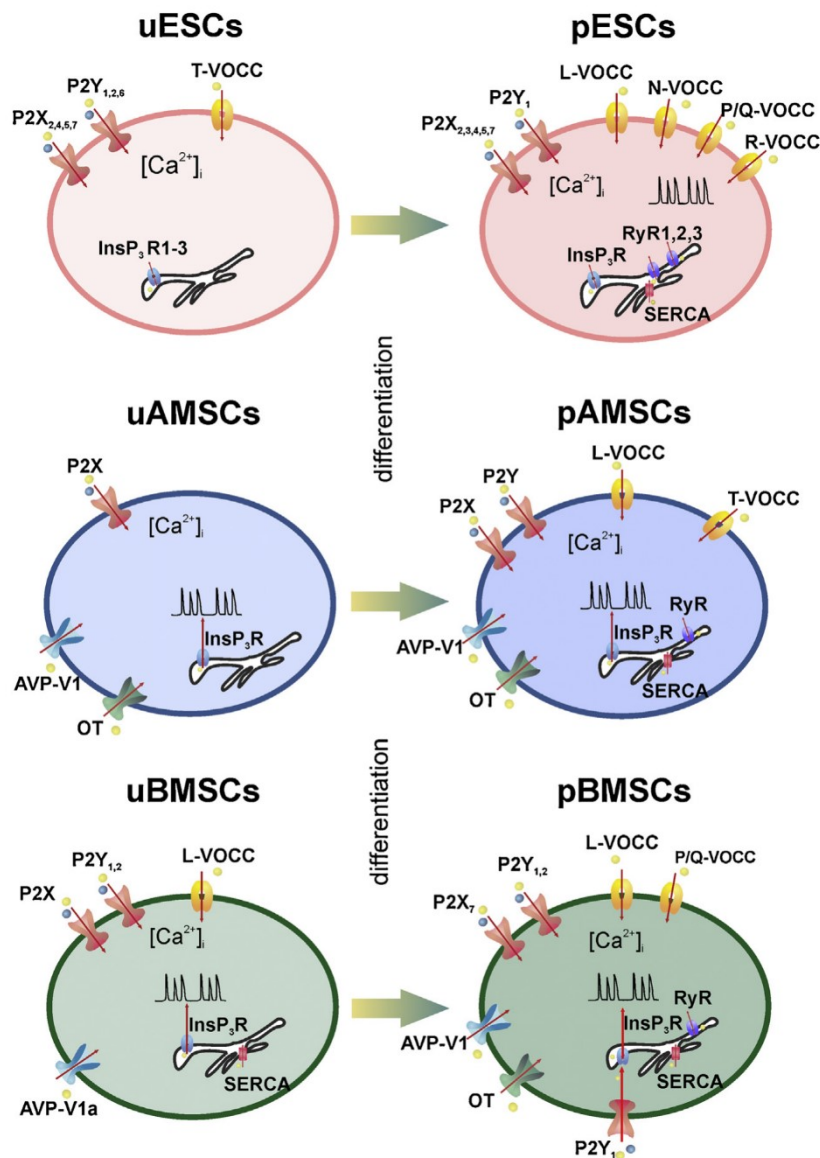 uESCs
T-VOCC
P2Y1,2,6
P2X2,4,5,7
[Ca2+]i
InsP3R1-3
pESCs
L-VOCC
N-VOCC
P/Q-VOCC
R-VOCC
P2Y1
P2X2,3,4,5,7
[Ca2+]i
RyR1,2,3
InsP3R
SERCA
differentiation
uAMSCs
P2X
[Ca2+]i
InsP3R
AVP-V1
OT
pAMSCs
L-VOCC
P2Y
P2X
T-VOCC
[Ca2+]i
RyR
InsP3R
AVP-V1
SERCA
OT
differentiation
uBMSCs
L-VOCC
P2Y1,2
P2X
[Ca2+]i
InsP3R
SERCA
AVP-V1a
pBMSCs
L-VOCC
P/Q-VOCC
P2Y1,2
P2X7
[Ca2+]i
RyR
InsP3R
AVP-V1
SERCA
OT
P2Y1